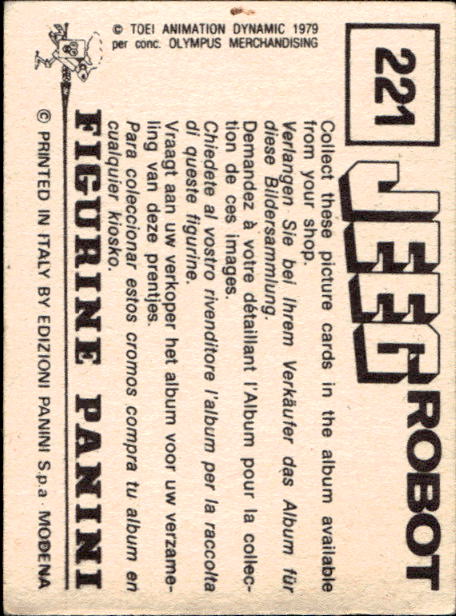 221
JEEG ROBOT
Collect these picture cards in the album available
from your shop.
Verlangen Sie bei Ihrem Verkäufer das Album für
diese Bildersammlung.
Demandez à votre détaillant l'Album pour la collec-
tion de ces images.
Chiedete al vostro rivenditore l'album per la raccolta
di queste figurine.
Vraagt aan uw verkoper het album voor uw verzame-
ling van deze prentjes.
Para coleccionar estos cromos compra tu album en
cualquier kiosko.
FIGURINE PANINI
© PRINTED IN ITALY BY EDIZIONI PANINI S.p.a - MODENA
© TOEI ANIMATION DYNAMIC 1979
per conc. OLYMPUS MERCHANDISING